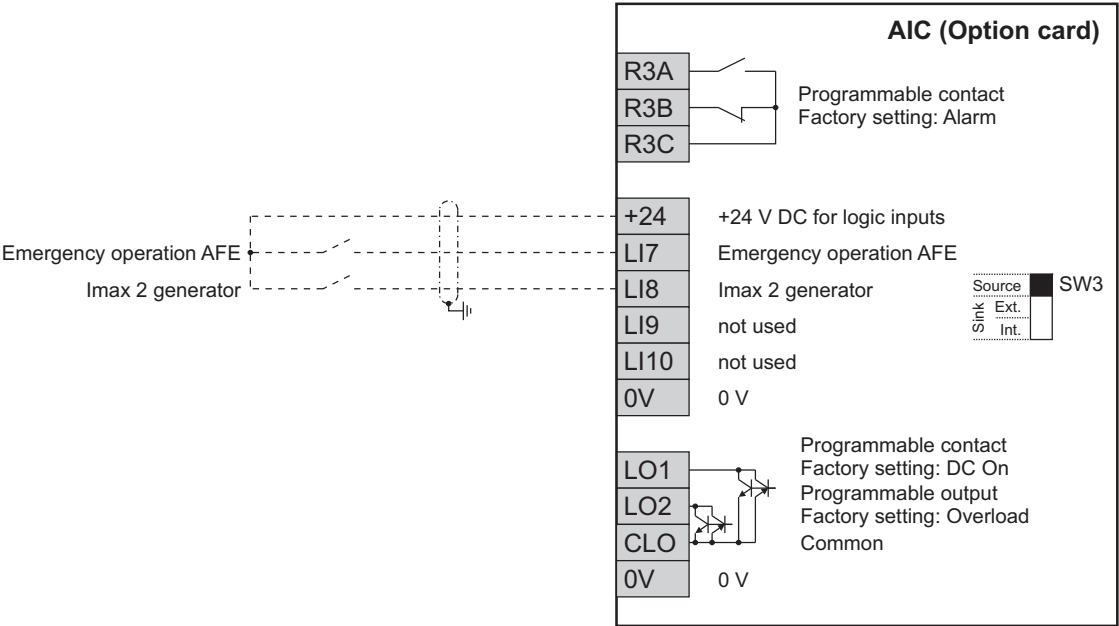 AIC (Option card)
R3A
R3B
R3C
Programmable contact
Factory setting: Alarm
+24
+24 V DC for logic inputs
Emergency operation AFE
LI7
Emergency operation AFE
Imax 2 generator
LI8
Imax 2 generator
LI9
not used
LI10
not used
0V
0 V
Source
SW3
Sink
Ext.
Int.
LO1
LO2
CLO
0V
Programmable contact
Factory setting: DC On
Programmable output
Factory setting: Overload
Common
0 V